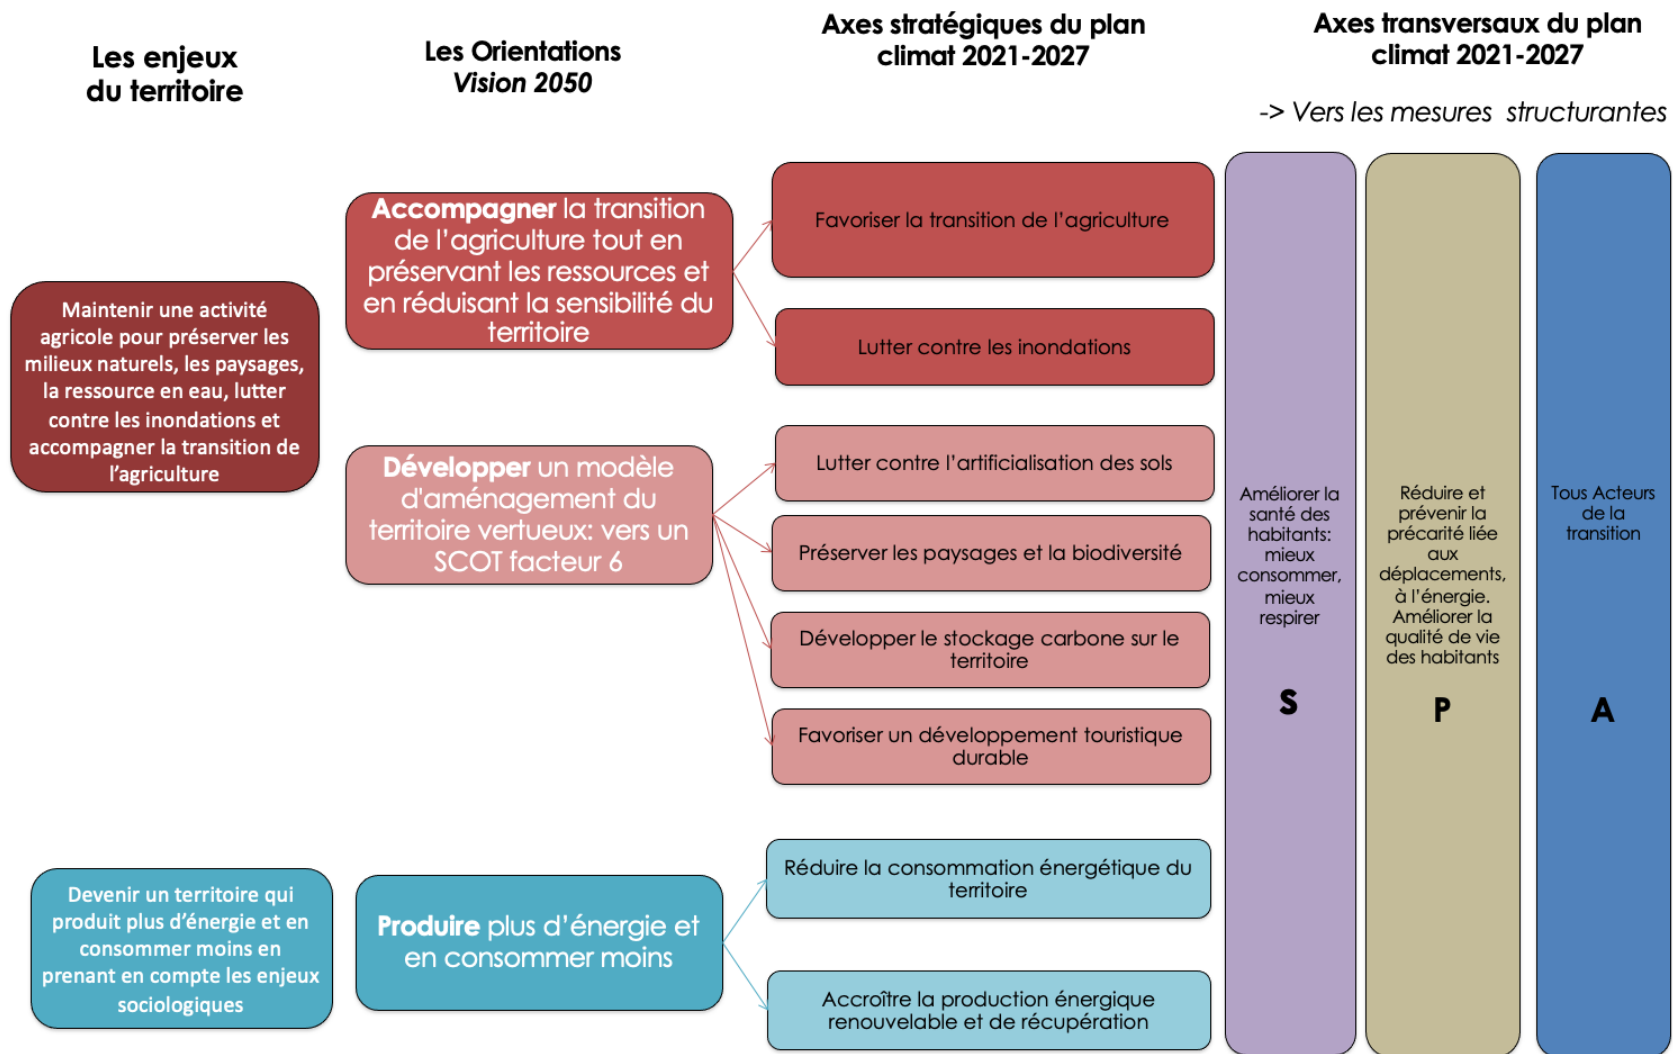 Les enjeux
du territoire
Les Orientations
Vision 2050
Axes stratégiques du plan
climat 2021-2027
Axes transversaux du plan
climat 2021-2027
-> Vers les mesures structurantes
Maintenir une activité
agricole pour préserver les
milieux naturels, les paysages,
la ressource en eau, lutter
contre les inondations et
accompagner la transition de
l'agriculture
Accompagner la transition
de l'agriculture tout en
préservant les ressources et
en réduisant la sensibilité du
territoire
Favoriser la transition de l'agriculture
Lutter contre les inondations
Développer un modèle
d'aménagement du
territoire vertueux: vers un
SCOT facteur 6
Lutter contre l'artificialisation des sols
Préserver les paysages et la biodiversité
Développer le stockage carbone sur le
territoire
Favoriser un développement touristique
durable
Devenir un territoire qui
produit plus d'énergie et en
consommer moins en
prenant en compte les enjeux
sociologiques
Produire plus d'énergie et
en consommer moins
Réduire la consommation énergétique du
territoire
Accroître la production énergique
renouvelable et de récupération
Améliorer la
santé des
habitants:
mieux
consommer,
mieux
respirer
S
Réduire et
prévenir la
précarité liée
aux
déplacements,
à l'énergie.
Améliorer la
qualité de vie
des habitants
P
Tous Acteurs
de la
transition
A